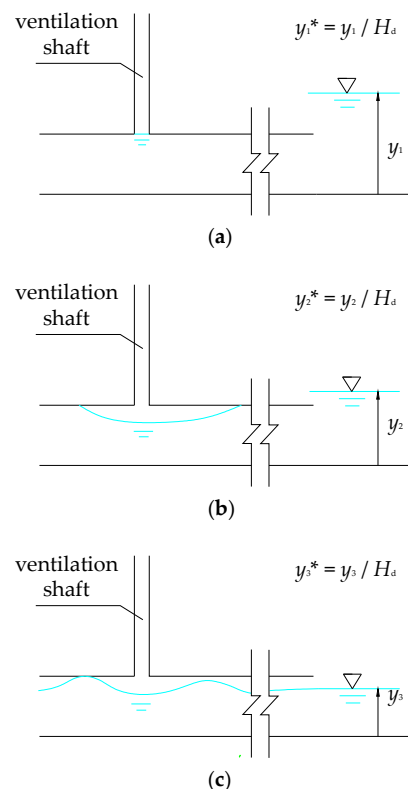 ventilation
shaft
y₁* = y₁ / H_d
y₁
(a)
ventilation
shaft
y₂* = y₂ / H_d
y₂
(b)
ventilation
shaft
y₃* = y₃ / H_d
y₃
(c)